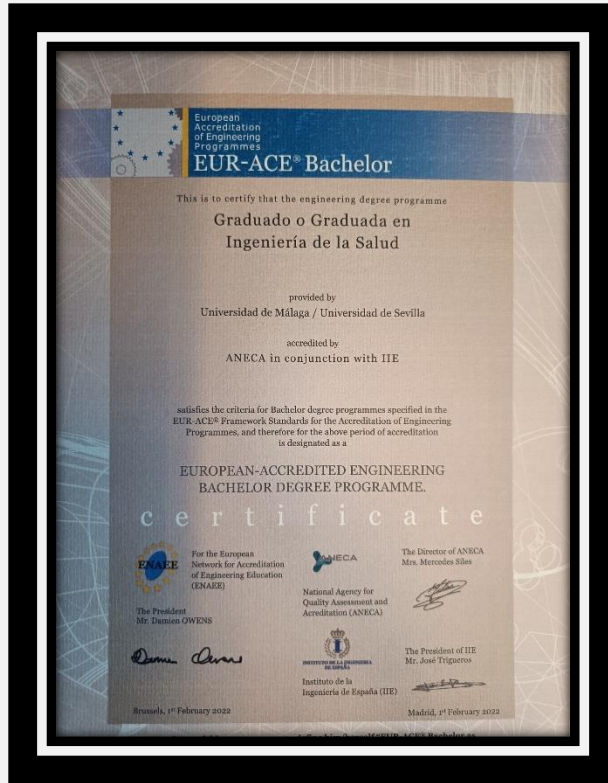 European
Accreditation
of Engineering
Programmes
EUR-ACE® Bachelor
This is to certify that the engineering degree programme
Graduado o Graduada en
Ingeniería de la Salud
provided by
Universidad de Málaga / Universidad de Sevilla
accredited by
ANECA in conjunction with IIE
satisfies the criteria for Bachelor degree programmes specified in the
EUR-ACE® Framework Standards for the Accreditation of Engineering
Programmes, and therefore for the above period of accreditation
is designated as a
EUROPEAN-ACCREDITED ENGINEERING
BACHELOR DEGREE PROGRAMME.
certificate
ENAEE
For the European
Network for Accreditation
of Engineering Education
(ENAEE)
The President
Mr. Damien OWENS
ANECA
National Agency for
Quality Assessment and
Acreditation (ANECA)
The Director of ANECA
Mrs. Mercedes Siles
INSTITUTO DE LA INGENIERIA
DE ESPAÑA
Instituto de la
Ingeniería de España (IIE)
The President of IIE
Mr. José Trigueros
Brussels, 1st February 2022
Madrid, 1st February 2022